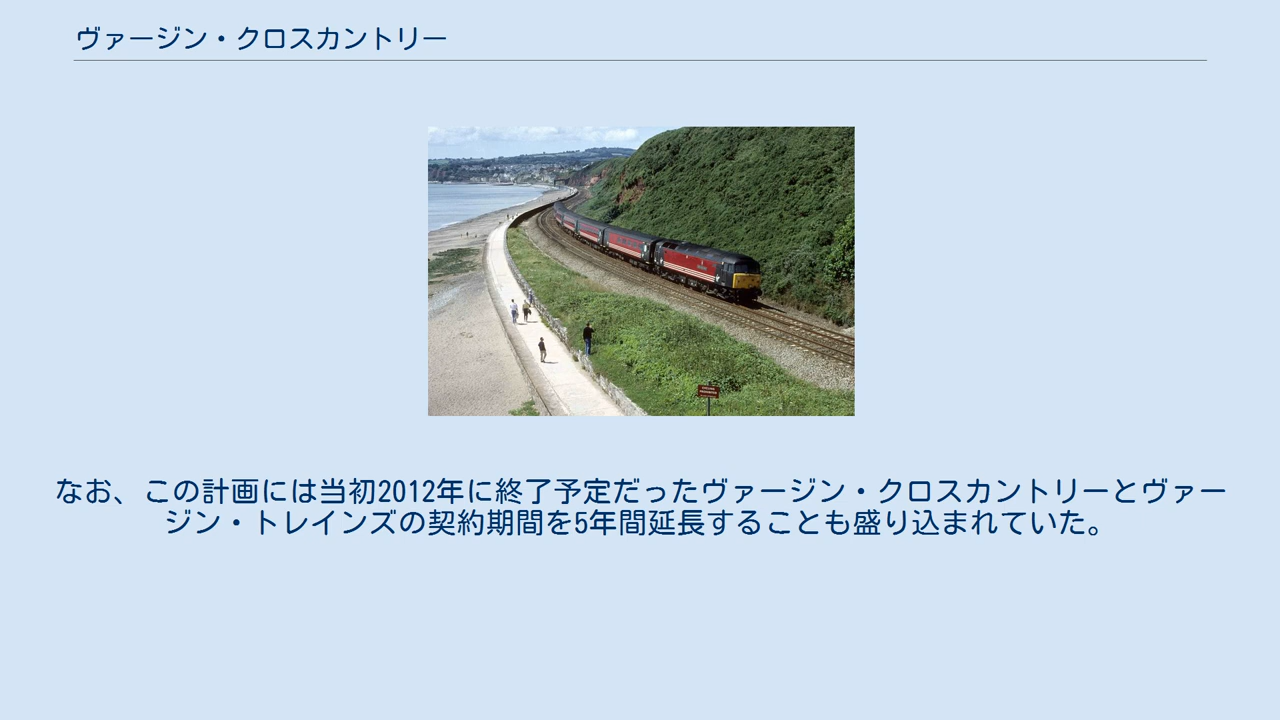 ヴァージン・クロスカントリー
なお、この計画には当初2012年に終了予定だったヴァージン・クロスカントリーとヴァー
ジン・トレインズの契約期間を5年間延長することも盛り込まれていた。